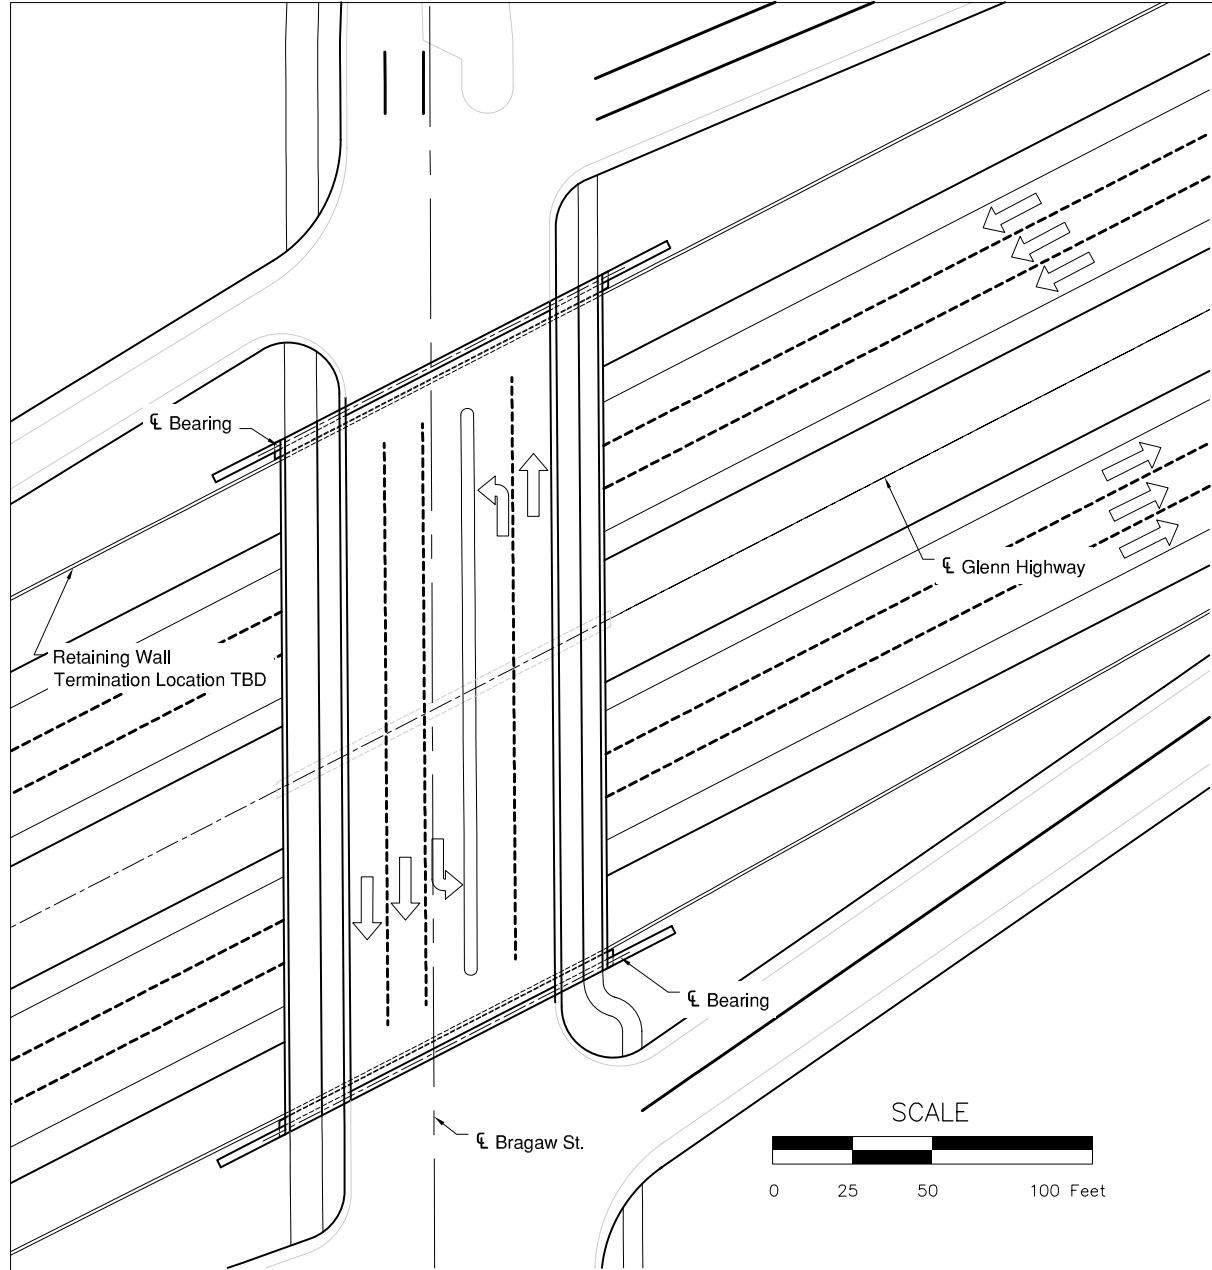 ℄ Bearing
℄ Glenn Highway
Retaining Wall
Termination Location TBD
℄ Bearing
℄ Bragaw St.
SCALE
0 25 50 100 Feet